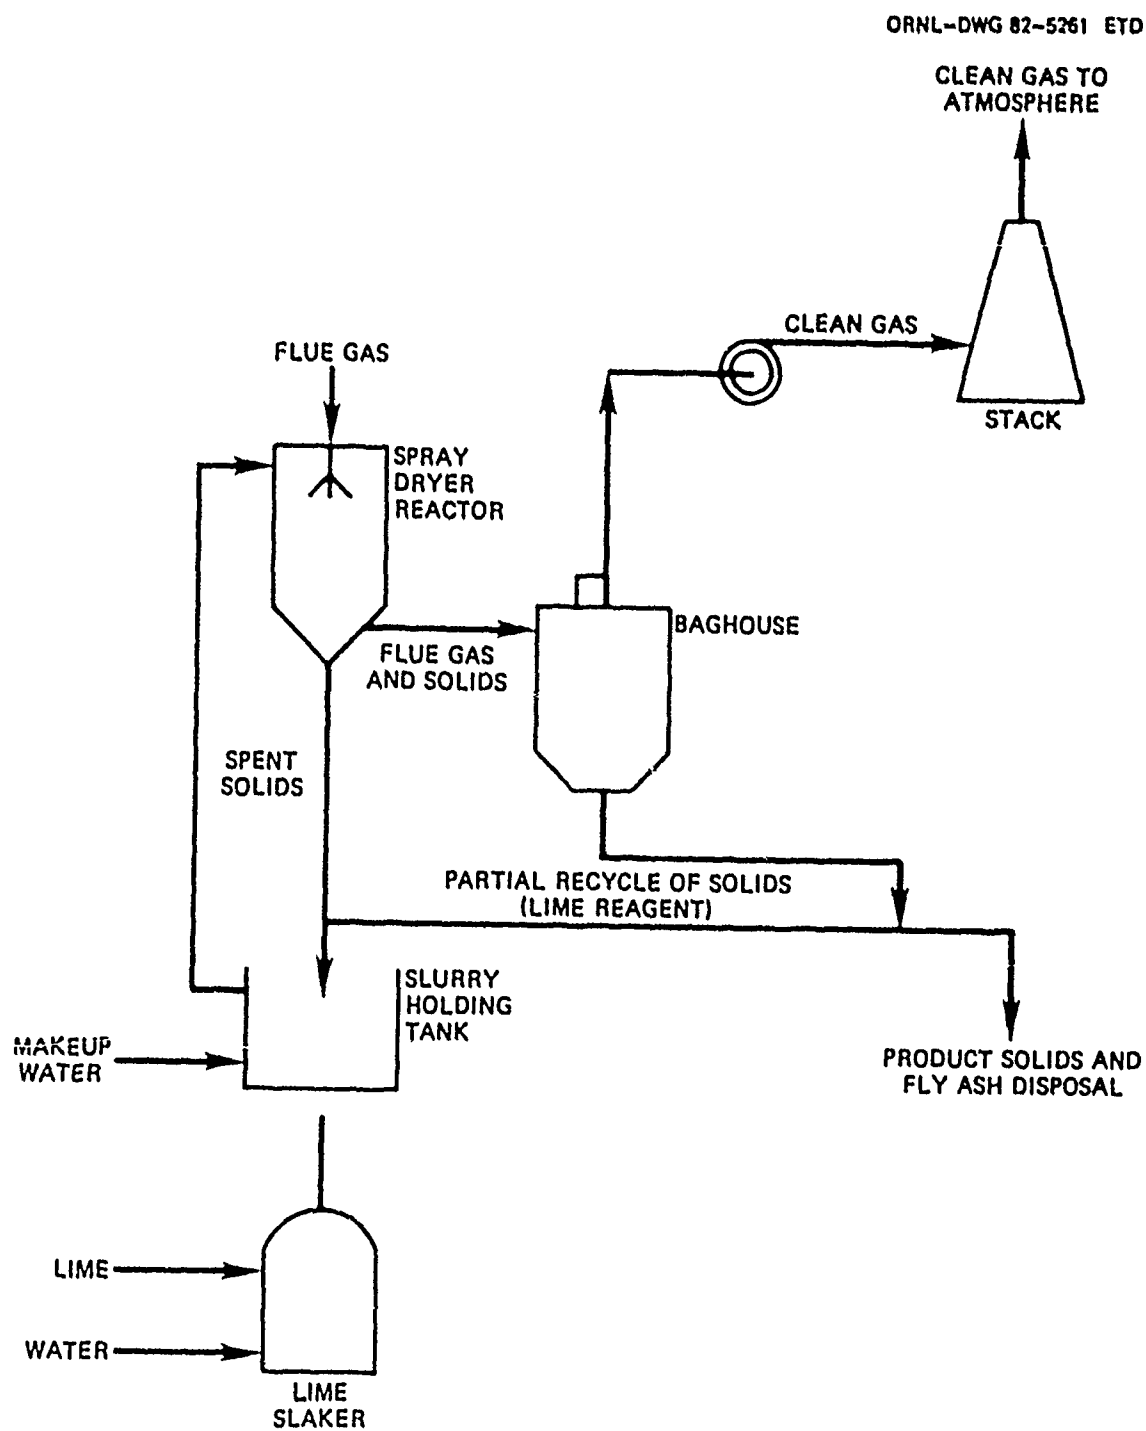 ORNL-DWG 82-5261 ETD
CLEAN GAS TO
ATMOSPHERE
CLEAN GAS
STACK
FLUE GAS
SPRAY
DRYER
REACTOR
BAGHOUSE
FLUE GAS
AND SOLIDS
SPENT
SOLIDS
PARTIAL RECYCLE OF SOLIDS
(LIME REAGENT)
SLURRY
HOLDING
TANK
MAKEUP
WATER
PRODUCT SOLIDS AND
FLY ASH DISPOSAL
LIME
WATER
LIME
SLAKER